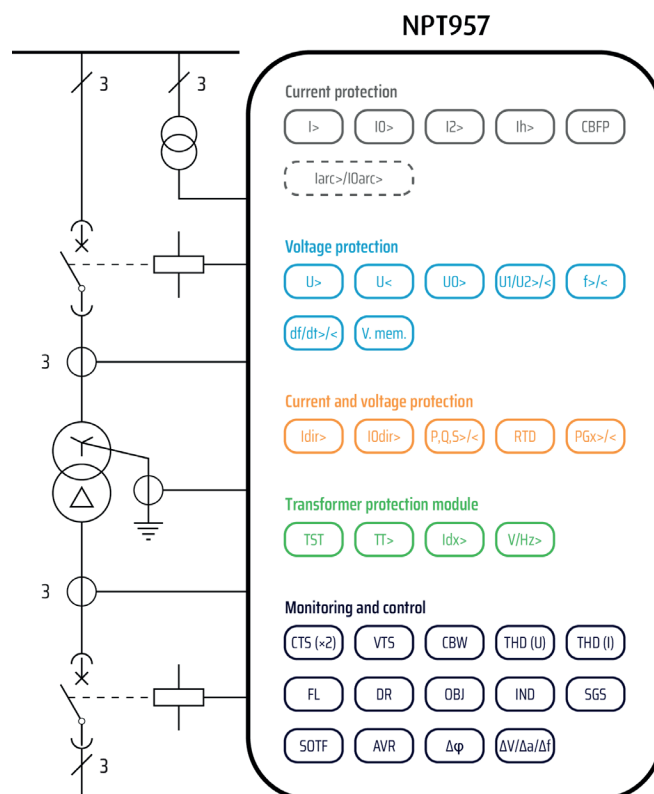 NPT957
3
3
Current protection
I>
I0>
I2>
Ih>
CBFP
Iarc>/I0arc>
Voltage protection
U>
U<
U0>
U1/U2>/<
f>/<
df/dt>/<
V. mem.
3
Current and voltage protection
Idir>
I0dir>
P,Q,S>/<
RTD
PGx>/<
Transformer protection module
TST
TT>
Idx>
V/Hz>
3
Monitoring and control
CTS (×2)
VTS
CBW
THD (U)
THD (I)
FL
DR
OBJ
IND
SGS
SOTF
AVR
Δφ
ΔV/Δa/Δf
3